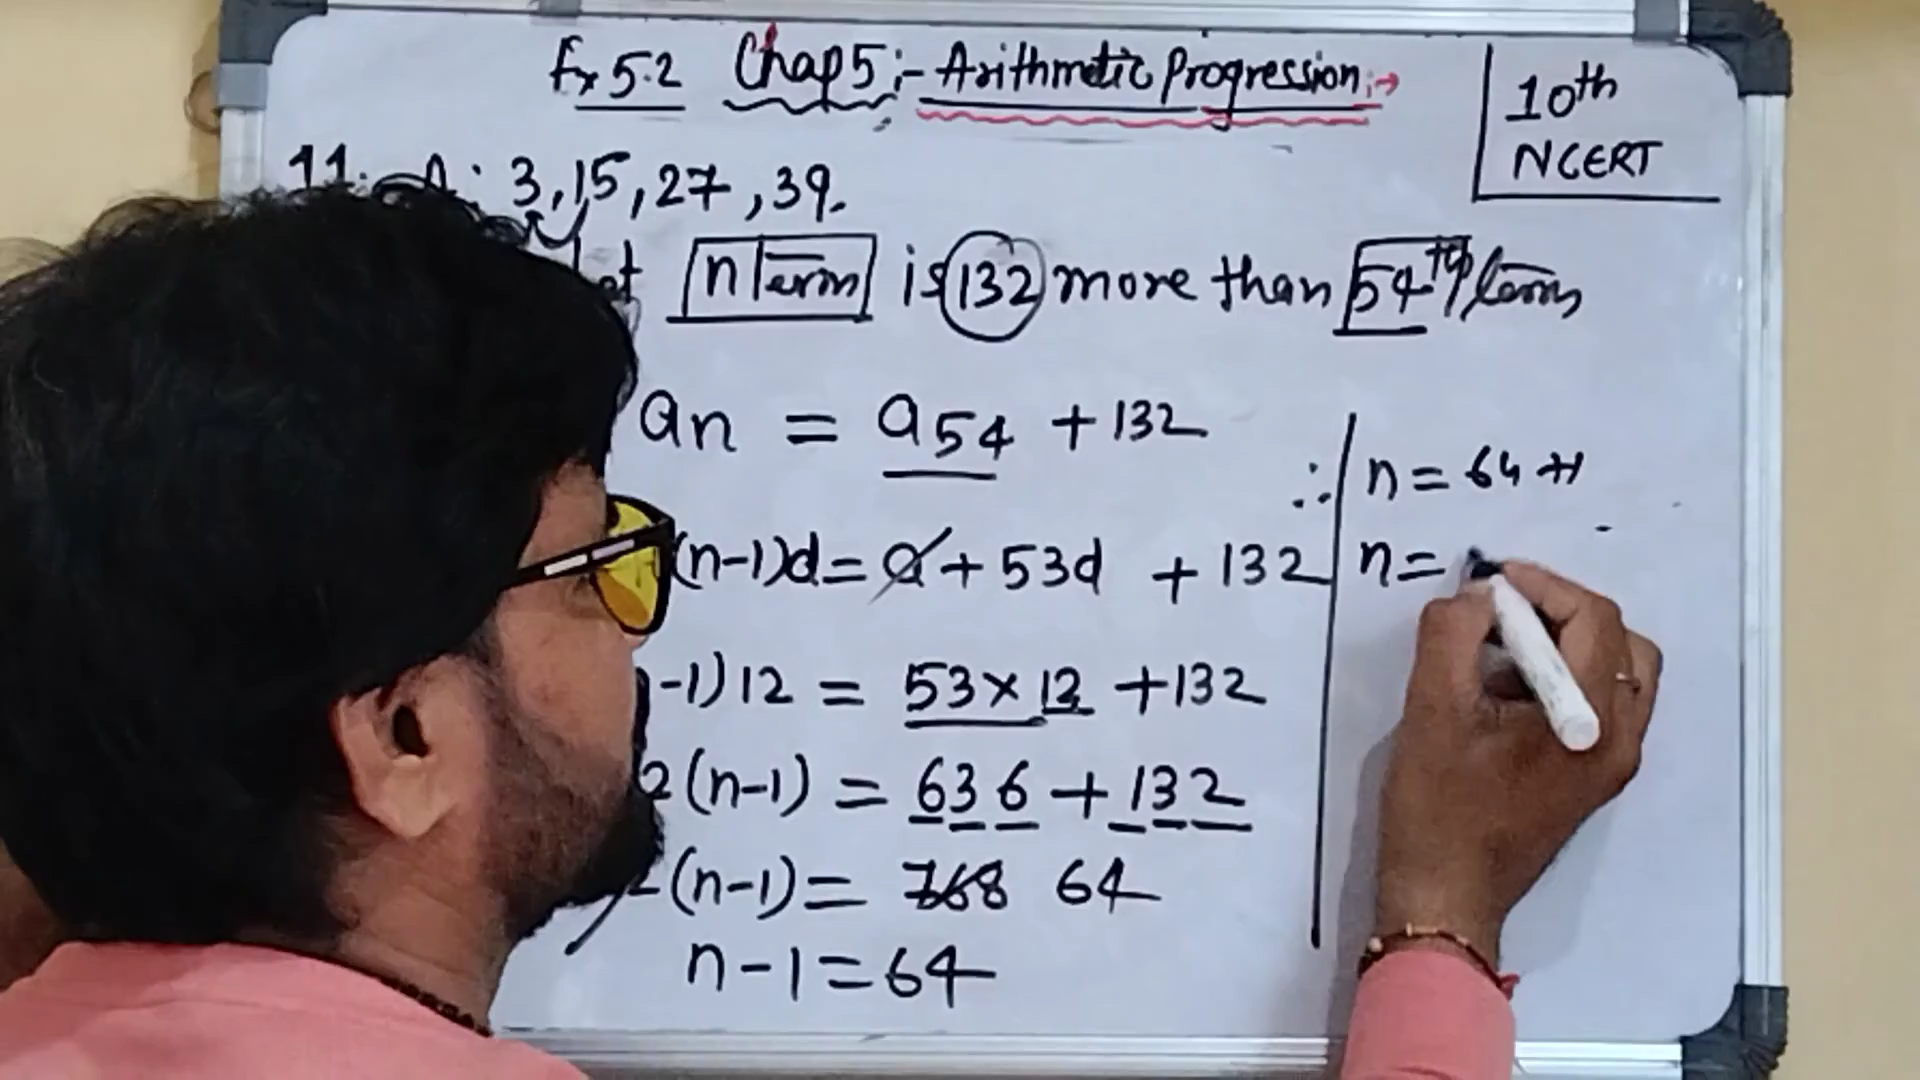 Ex 5.2 Chap 5 :- Arithmetic Progression :→
10th
NCERT
11. 3, 15, 27, 39.
n term is 132 more than 54th term
an = a54 + 132
(n-1)d = a + 53d + 132
-1) 12 = 53 × 12 + 132
2 (n-1) = 636 + 132
(n-1) = 768 64
n - 1 = 64
∴ n = 64 + 1
n =